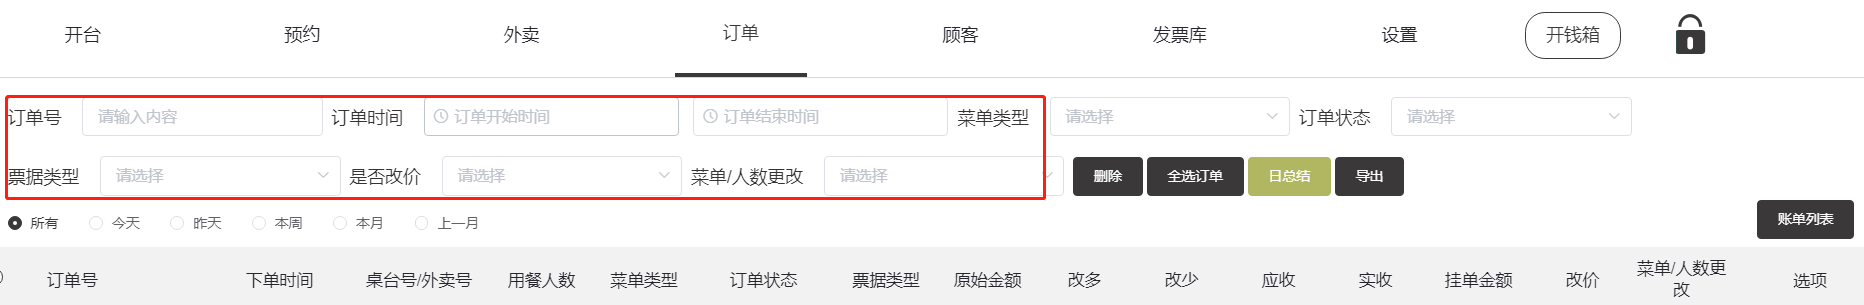 开台 预约 外卖 订单 顾客 发票库 设置 开钱箱
订单号 请输入内容 订单时间 订单开始时间 订单结束时间 菜单类型 请选择 订单状态 请选择
票据类型 请选择 是否改价 请选择 菜单/人数更改 请选择 删除 全选订单 日总结 导出
所有 今天 昨天 本周 本月 上一月 账单列表
订单号 下单时间 桌台号/外卖号 用餐人数 菜单类型 订单状态 票据类型 原始金额 改多 改少 应收 实收 挂单金额 改价 菜单/人数更 选项
改